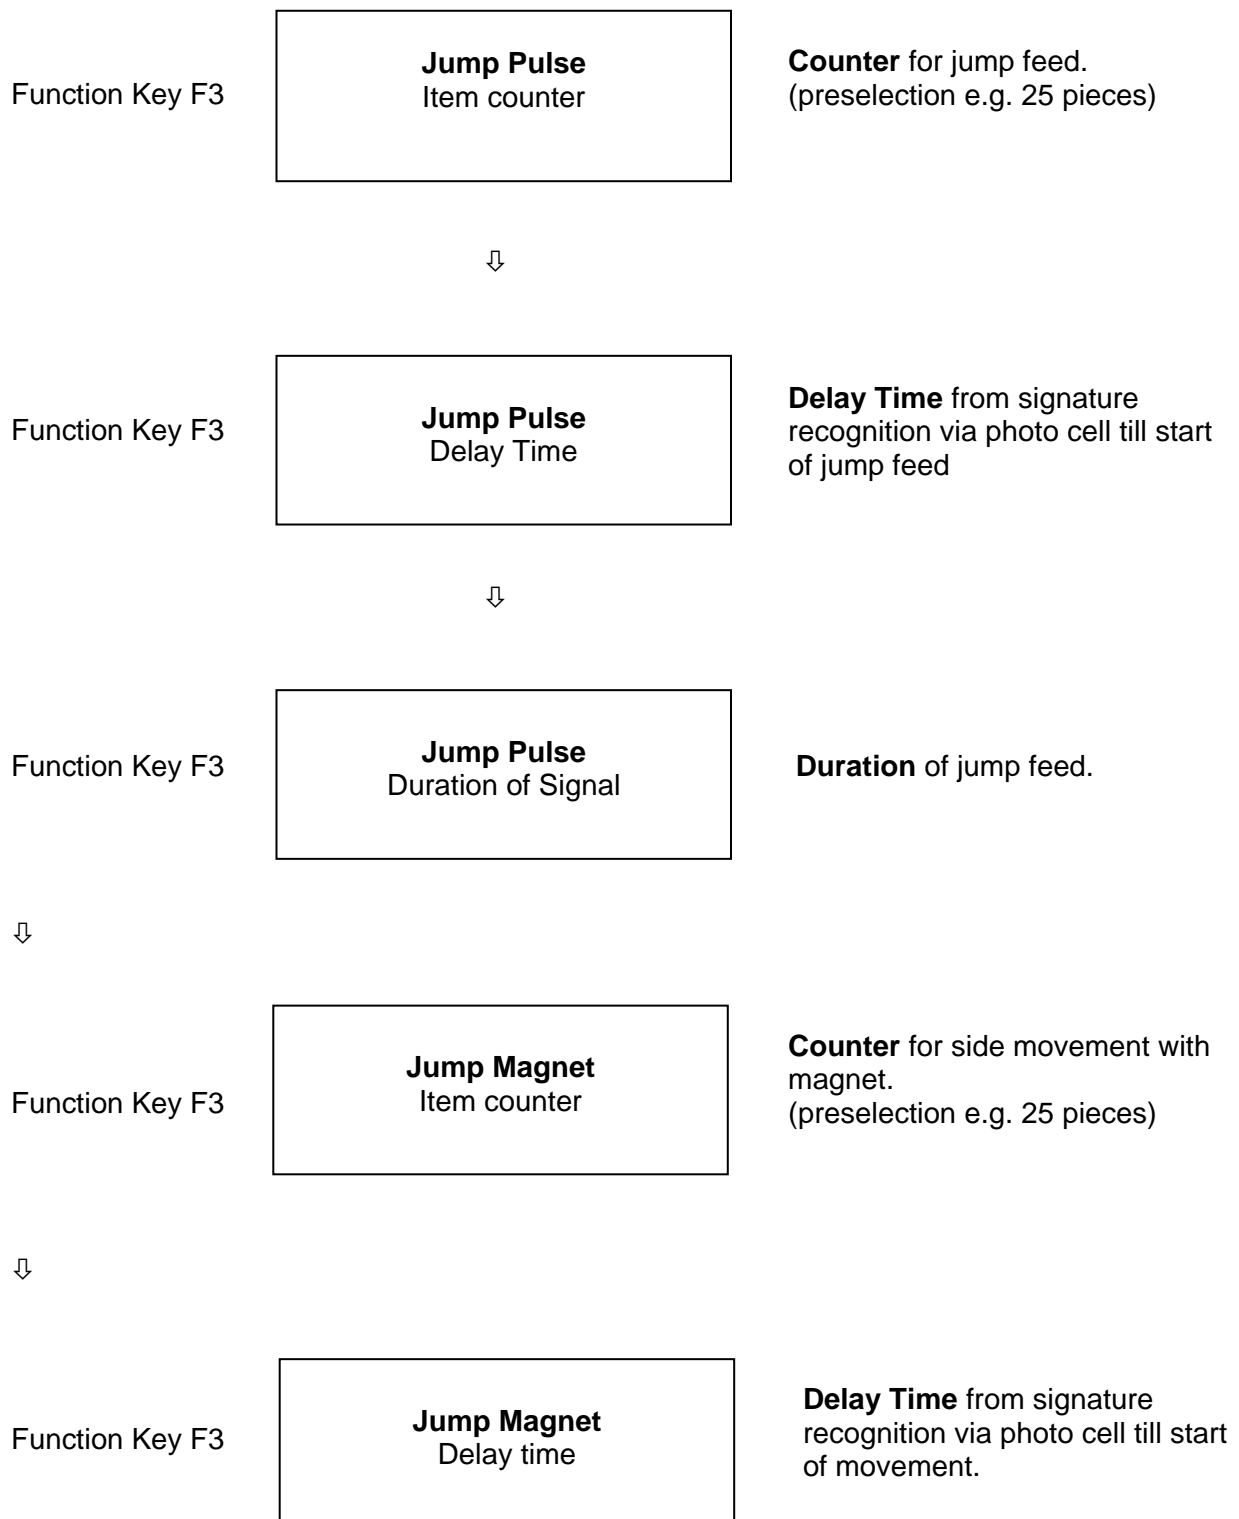 Function Key F3
Jump Pulse
Item counter
Counter for jump feed.
(preselection e.g. 25 pieces)
⇩
Function Key F3
Jump Pulse
Delay Time
Delay Time from signature
recognition via photo cell till start
of jump feed
⇩
Function Key F3
Jump Pulse
Duration of Signal
Duration of jump feed.
⇩
Function Key F3
Jump Magnet
Item counter
Counter for side movement with
magnet.
(preselection e.g. 25 pieces)
⇩
Function Key F3
Jump Magnet
Delay time
Delay Time from signature
recognition via photo cell till start
of movement.